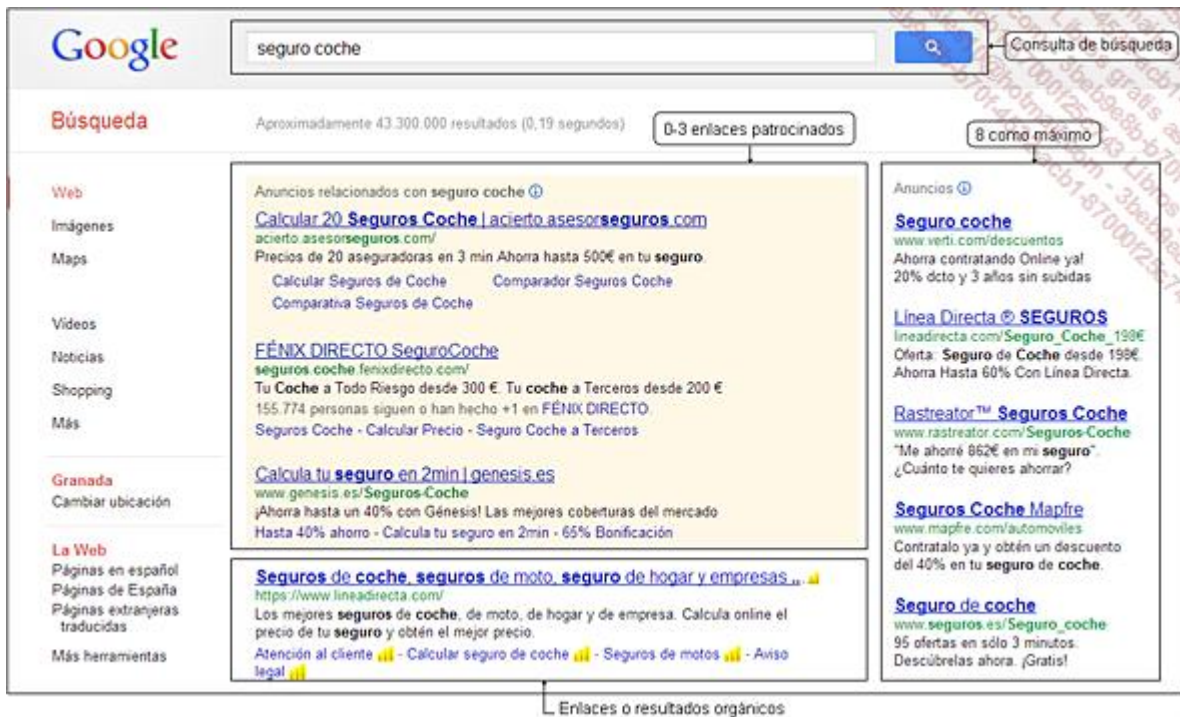 Google
seguro coche
Consulta de búsqueda
Búsqueda
Aproximadamente 43.300.000 resultados (0,19 segundos)
0-3 enlaces patrocinados
8 como máximo
Web
Imágenes
Maps
Vídeos
Noticias
Shopping
Más
Granada
Cambiar ubicación
La Web
Páginas en español
Páginas de España
Páginas extranjeras
traducidas
Más herramientas
Anuncios relacionados con seguro coche
Calcular 20 Seguros Coche | acierto.asesorseguros.com
acierto.asesorseguros.com/
Precios de 20 aseguradoras en 3 min Ahorra hasta 500€ en tu seguro.
Calcular Seguros de Coche Comparador Seguros Coche
Comparativa Seguros de Coche
FÉNIX DIRECTO SeguroCoche
seguros.coche.fenixdirecto.com/
Tu Coche a Todo Riesgo desde 300 €. Tu coche a Terceros desde 200 €
155.774 personas siguen o han hecho +1 en FÉNIX DIRECTO
Seguros Coche - Calcular Precio - Seguro Coche a Terceros
Calcula tu seguro en 2min | genesis.es
www.genesis.es/Seguros-Coche
¡Ahorra hasta un 40% con Génesis! Las mejores coberturas del mercado
Hasta 40% ahorro - Calcula tu seguro en 2min - 65% Bonificación
Seguros de coche, seguros de moto, seguro de hogar y empresas ...
https://www.lineadirecta.com/
Los mejores seguros de coche, de moto, de hogar y de empresa. Calcula online el
precio de tu seguro y obtén el mejor precio.
Atención al cliente - Calcular seguro de coche - Seguros de motos - Aviso
legal
Anuncios
Seguro coche
www.verti.com/descuentos
Ahorra contratando Online ya!
20% dcto y 3 años sin subidas
Línea Directa ® SEGUROS
lineadirecta.com/Seguro_Coche_198€
Oferta: Seguro de Coche desde 198€.
Ahorra Hasta 60% Con Línea Directa.
Rastreator™ Seguros Coche
www.rastreator.com/Seguros-Coche
"Me ahorré 862€ en mi seguro".
¿Cuánto te quieres ahorrar?
Seguros Coche Mapfre
www.mapfre.com/automoviles
Contratalo ya y obtén un descuento
del 40% en tu seguro de coche.
Seguro de coche
www.seguros.es/Seguro_coche
95 ofertas en sólo 3 minutos.
Descúbrelas ahora. ¡Gratis!
Enlaces o resultados orgánicos